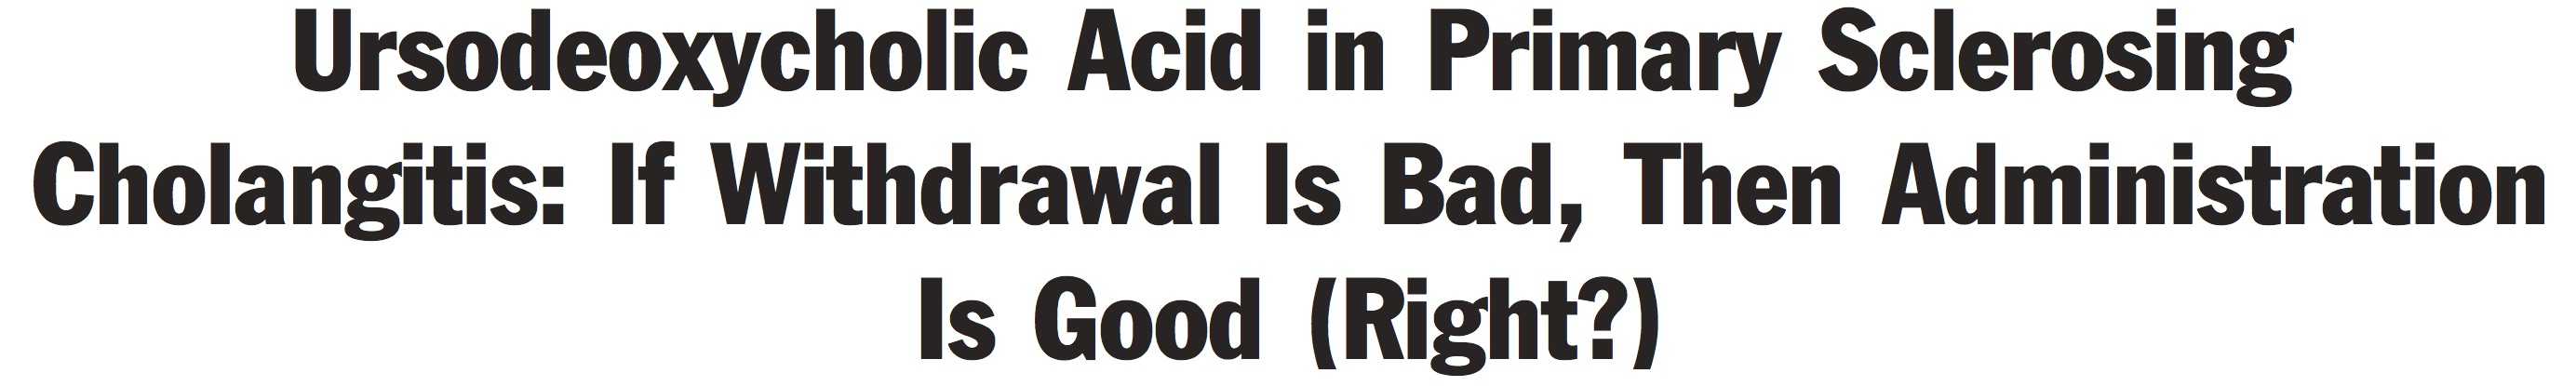 Ursodeoxycholic Acid in Primary Sclerosing
Cholangitis: If Withdrawal Is Bad, Then Administration
Is Good (Right?)